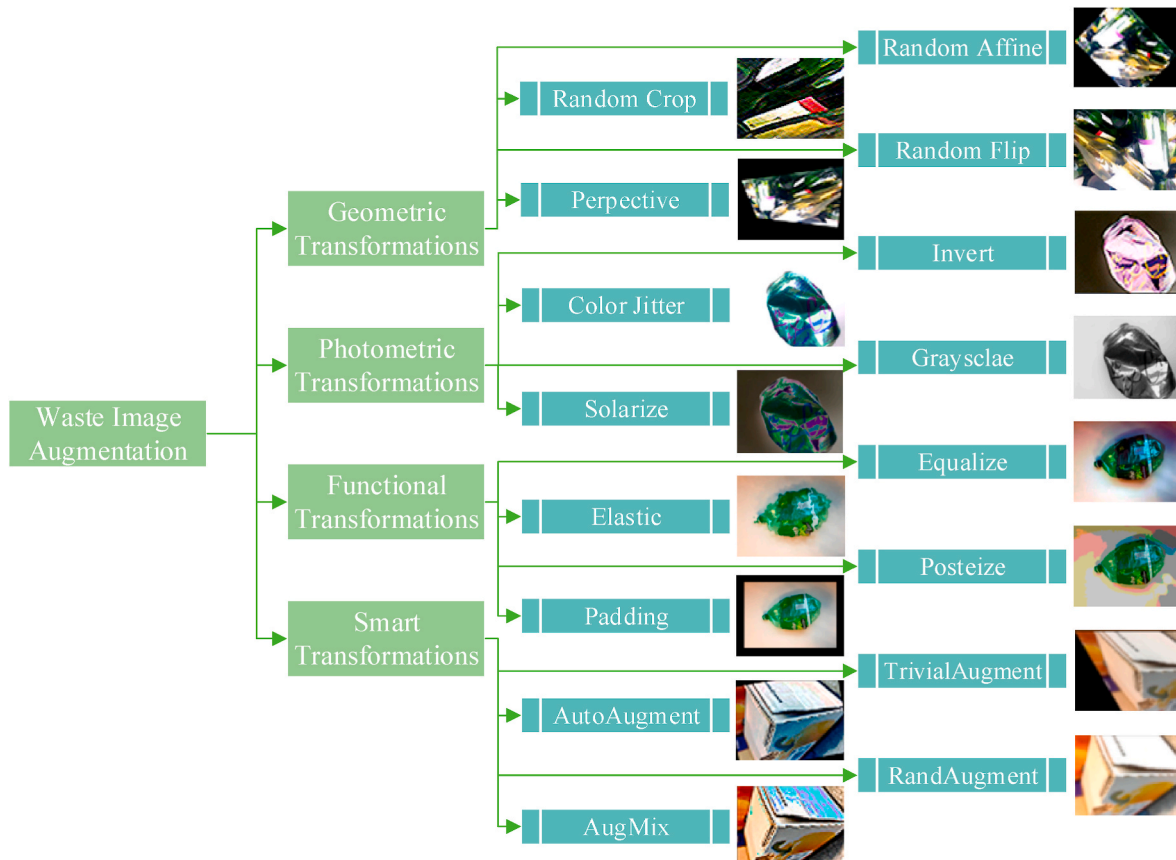 Waste Image
Augmentation
Geometric
Transformations
Random Affine
Random Crop
Random Flip
Perpective
Photometric
Transformations
Invert
Color Jitter
Graysclae
Solarize
Functional
Transformations
Equalize
Elastic
Posteize
Padding
Smart
Transformations
TrivialAugment
AutoAugment
RandAugment
AugMix